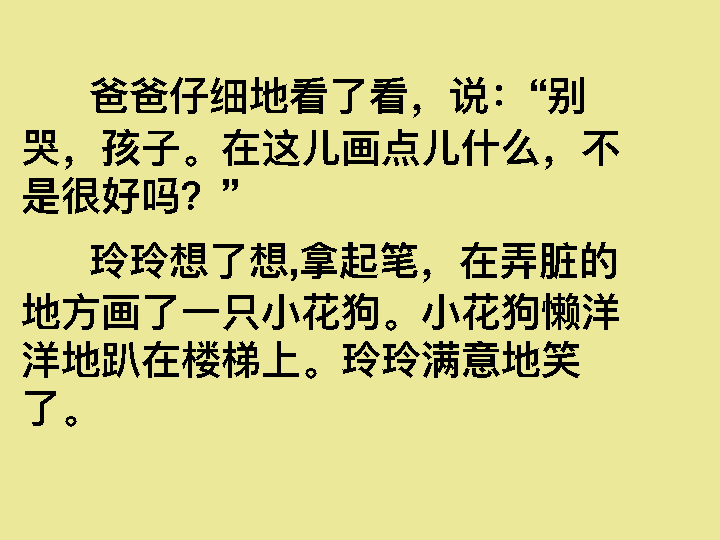 爸爸仔细地看了看，说：“别
哭，孩子。在这儿画点儿什么，不
是很好吗？”
玲玲想了想,拿起笔，在弄脏的
地方画了一只小花狗。小花狗懒洋
洋地趴在楼梯上。玲玲满意地笑
了。